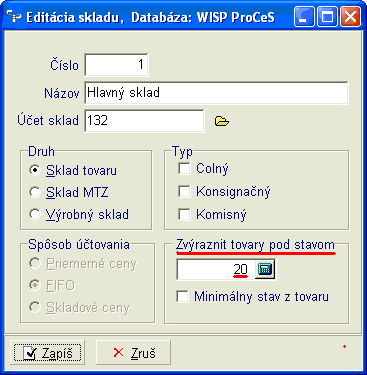 Editácia skladu, Databáza: WISP ProCeS
Číslo 1
Názov Hlavný sklad
Účet sklad 132
Druh
Sklad tovaru
Sklad MTZ
Výrobný sklad
Typ
Colný
Konsignačný
Komisný
Spôsob účtovania
Priemerné ceny
FIFO
Skladové ceny
Zvýraznit tovary pod stavom
20
Minimálny stav z tovaru
Zapíš
Zruš